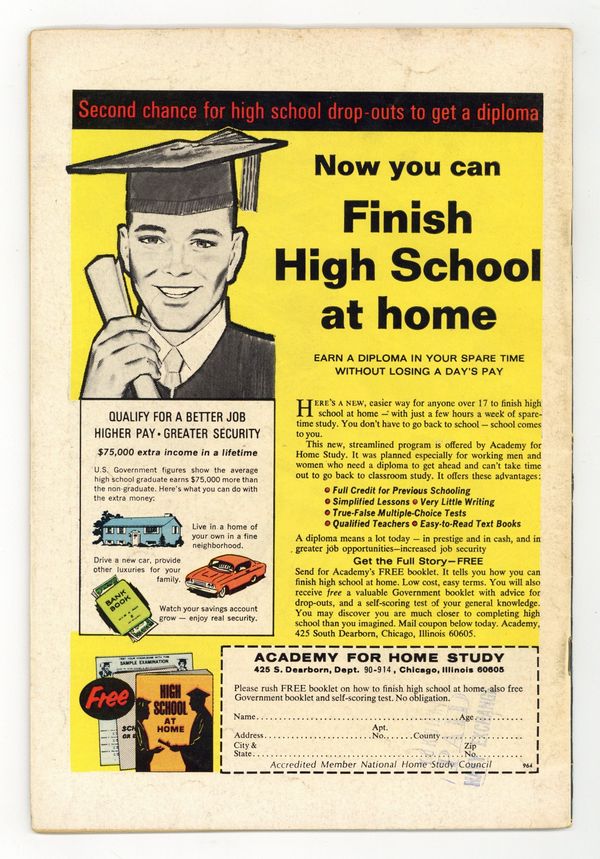 Second chance for high school drop-outs to get a diploma
Now you can
Finish
High School
at home
EARN A DIPLOMA IN YOUR SPARE TIME
WITHOUT LOSING A DAY'S PAY
HERE'S A NEW, easier way for anyone over 17 to finish high
school at home — with just a few hours a week of spare-
time study. You don't have to go back to school — school comes
to you.
This new, streamlined program is offered by Academy for
Home Study. It was planned especially for working men and
women who need a diploma to get ahead and can't take time
out to go back to classroom study. It offers these advantages:
• Full Credit for Previous Schooling
• Simplified Lessons • Very Little Writing
• True-False Multiple-Choice Tests
• Qualified Teachers • Easy-to-Read Text Books
A diploma means a lot today – in prestige and in cash, and in
greater job opportunities—increased job security
Get the Full Story—FREE
Send for Academy's FREE booklet. It tells you how you can
finish high school at home. Low cost, easy terms. You will also
receive free a valuable Government booklet with advice for
drop-outs, and a self-scoring test of your general knowledge.
You may discover you are much closer to completing high
school than you imagined. Mail coupon below today. Academy,
425 South Dearborn, Chicago, Illinois 60605.
QUALIFY FOR A BETTER JOB
HIGHER PAY • GREATER SECURITY
$75,000 extra income in a lifetime
U.S. Government figures show the average
high school graduate earns $75,000 more than
the non-graduate. Here's what you can do with
the extra money:
Live in a home of
your own in a fine
neighborhood.
Drive a new car, provide
other luxuries for your
family.
BANK
BOOK
Watch your savings account
grow — enjoy real security.
SAMPLE EXAMINATION
Free
HIGH
SCHOOL
AT
HOME
ACADEMY FOR HOME STUDY
425 S. Dearborn, Dept. 90-914, Chicago, Illinois 60605
Please rush FREE booklet on how to finish high school at home, also free
Government booklet and self-scoring test. No obligation.
Name Age
Apt.
Address No. County
City & Zip
State No.
Accredited Member National Home Study Council 964